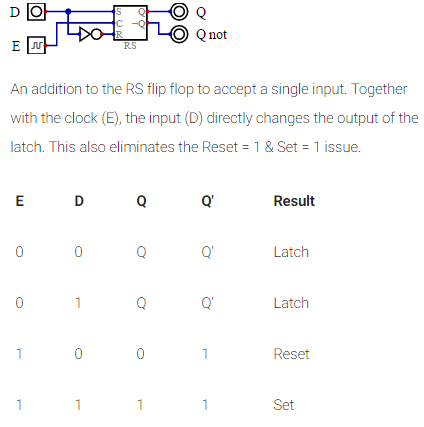 D S Q Q
C ~Q
R Q not
E RS
An addition to the RS flip flop to accept a single input. Together
with the clock (E), the input (D) directly changes the output of the
latch. This also eliminates the Reset = 1 & Set = 1 issue.
E D Q Q' Result
0 0 Q Q' Latch
0 1 Q Q' Latch
1 0 0 1 Reset
1 1 1 1 Set